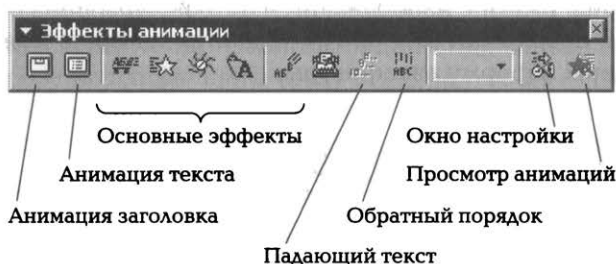 Эффекты анимации
Основные эффекты
Окно настройки
Анимация текста
Просмотр анимаций
Анимация заголовка
Обратный порядок
Падающий текст